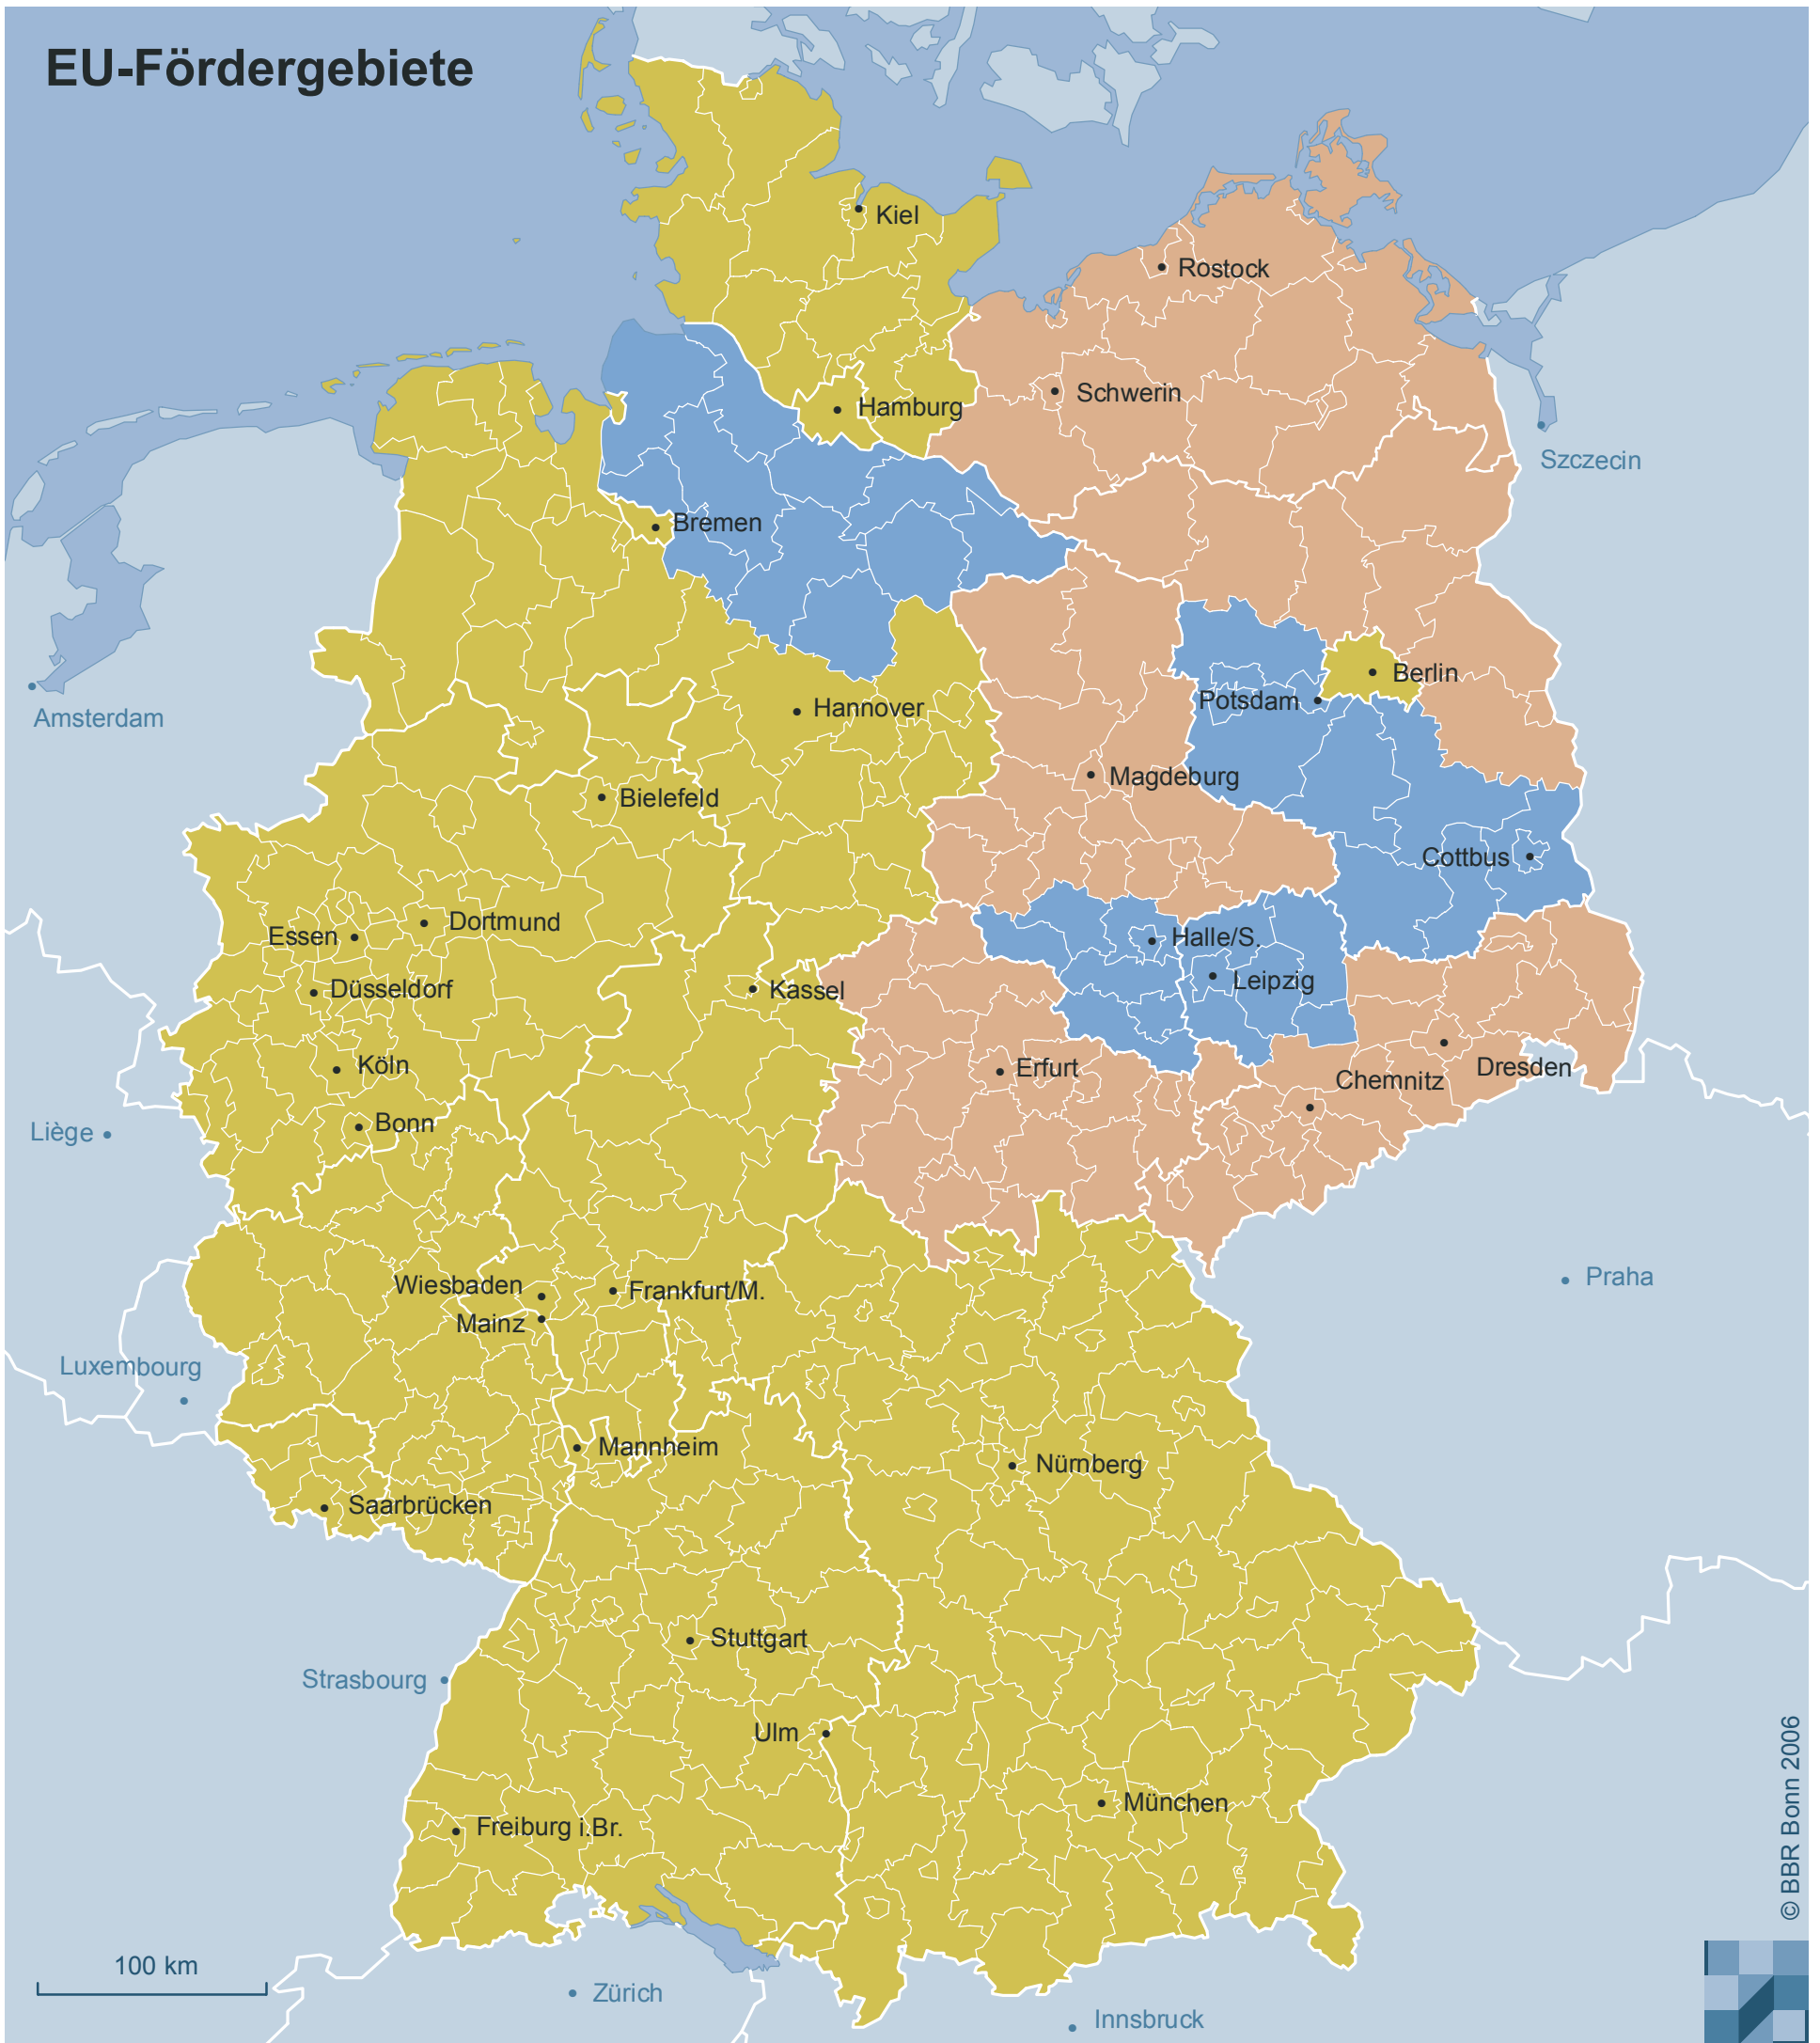 EU-Fördergebiete
Kiel
Rostock
Schwerin
Hamburg
Szczecin
Bremen
Berlin
Potsdam
Amsterdam
Hannover
Magdeburg
Bielefeld
Cottbus
Dortmund
Essen
Halle/S.
Leipzig
Düsseldorf
Kassel
Köln
Erfurt
Dresden
Chemnitz
Bonn
Liège
Praha
Wiesbaden
Frankfurt/M.
Mainz
Luxembourg
Mannheim
Nürnberg
Saarbrücken
Stuttgart
Strasbourg
Ulm
München
Freiburg i.Br.
© BBR Bonn 2006
100 km
Zürich
Innsbruck